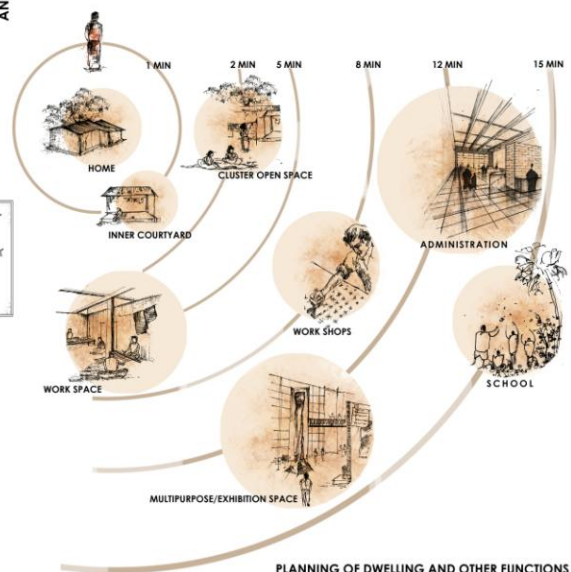 AN
1 MIN
2 MIN
5 MIN
8 MIN
12 MIN
15 MIN
HOME
CLUSTER OPEN SPACE
INNER COURTYARD
ADMINISTRATION
WORK SHOPS
WORK SPACE
SCHOOL
MULTIPURPOSE/EXHIBITION SPACE
PLANNING OF DWELLING AND OTHER FUNCTIONS